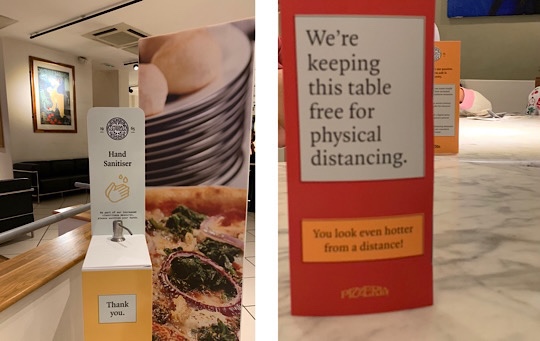 Hand
Sanitiser
Thank
you.
We're
keeping
this table
free for
physical
distancing.
You look even hotter
from a distance!
PIZZERIA